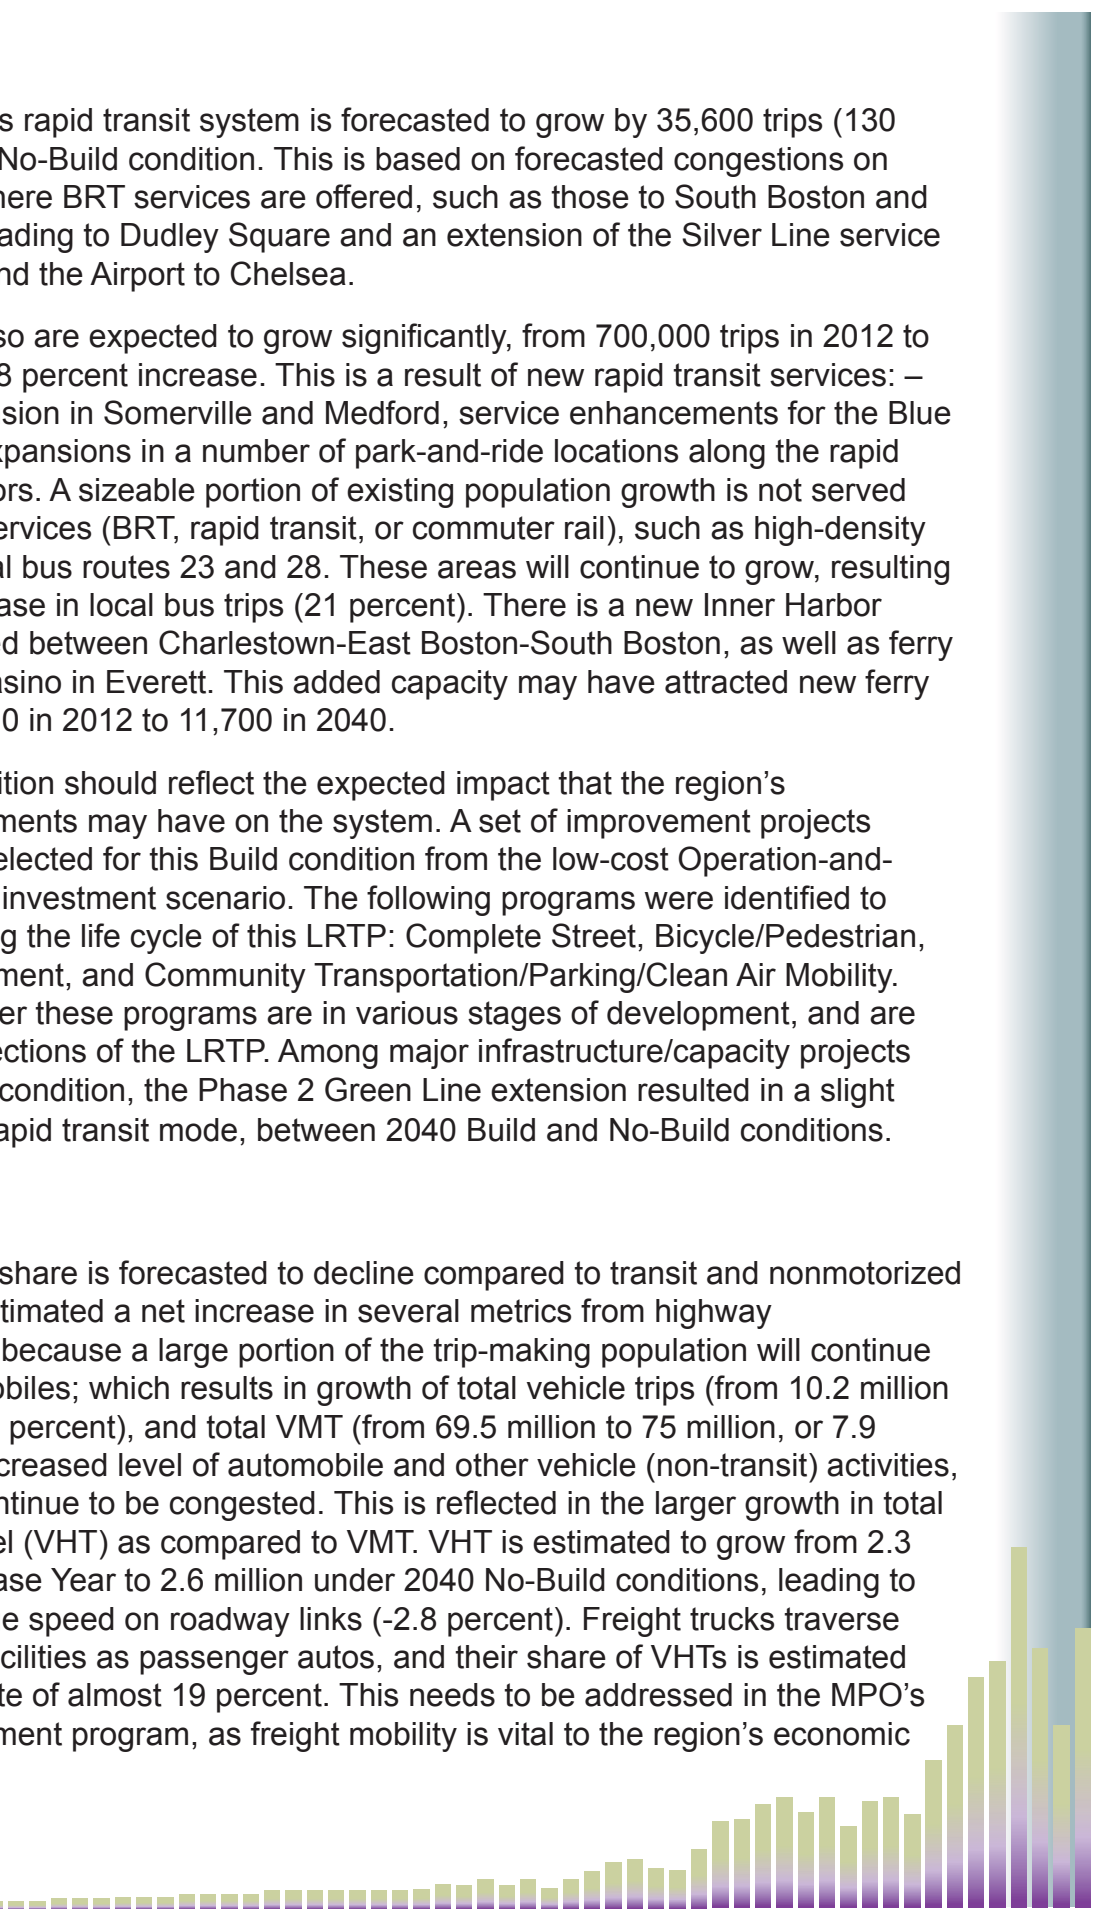 s rapid transit system is forecasted to grow by 35,600 trips (130
No-Build condition. This is based on forecasted congestions on
here BRT services are offered, such as those to South Boston and
ading to Dudley Square and an extension of the Silver Line service
nd the Airport to Chelsea.
so are expected to grow significantly, from 700,000 trips in 2012 to
8 percent increase. This is a result of new rapid transit services: –
sion in Somerville and Medford, service enhancements for the Blue
xpansions in a number of park-and-ride locations along the rapid
ors. A sizeable portion of existing population growth is not served
ervices (BRT, rapid transit, or commuter rail), such as high-density
al bus routes 23 and 28. These areas will continue to grow, resulting
ase in local bus trips (21 percent). There is a new Inner Harbor
ed between Charlestown-East Boston-South Boston, as well as ferry
asino in Everett. This added capacity may have attracted new ferry
0 in 2012 to 11,700 in 2040.
ition should reflect the expected impact that the region’s
ments may have on the system. A set of improvement projects
elected for this Build condition from the low-cost Operation-and-
investment scenario. The following programs were identified to
g the life cycle of this LRTP: Complete Street, Bicycle/Pedestrian,
ment, and Community Transportation/Parking/Clean Air Mobility.
er these programs are in various stages of development, and are
ections of the LRTP. Among major infrastructure/capacity projects
condition, the Phase 2 Green Line extension resulted in a slight
apid transit mode, between 2040 Build and No-Build conditions.
share is forecasted to decline compared to transit and nonmotorized
timated a net increase in several metrics from highway
because a large portion of the trip-making population will continue
obiles; which results in growth of total vehicle trips (from 10.2 million
percent), and total VMT (from 69.5 million to 75 million, or 7.9
creased level of automobile and other vehicle (non-transit) activities,
ntinue to be congested. This is reflected in the larger growth in total
el (VHT) as compared to VMT. VHT is estimated to grow from 2.3
ase Year to 2.6 million under 2040 No-Build conditions, leading to
e speed on roadway links (-2.8 percent). Freight trucks traverse
cilities as passenger autos, and their share of VHTs is estimated
te of almost 19 percent. This needs to be addressed in the MPO’s
ment program, as freight mobility is vital to the region’s economic